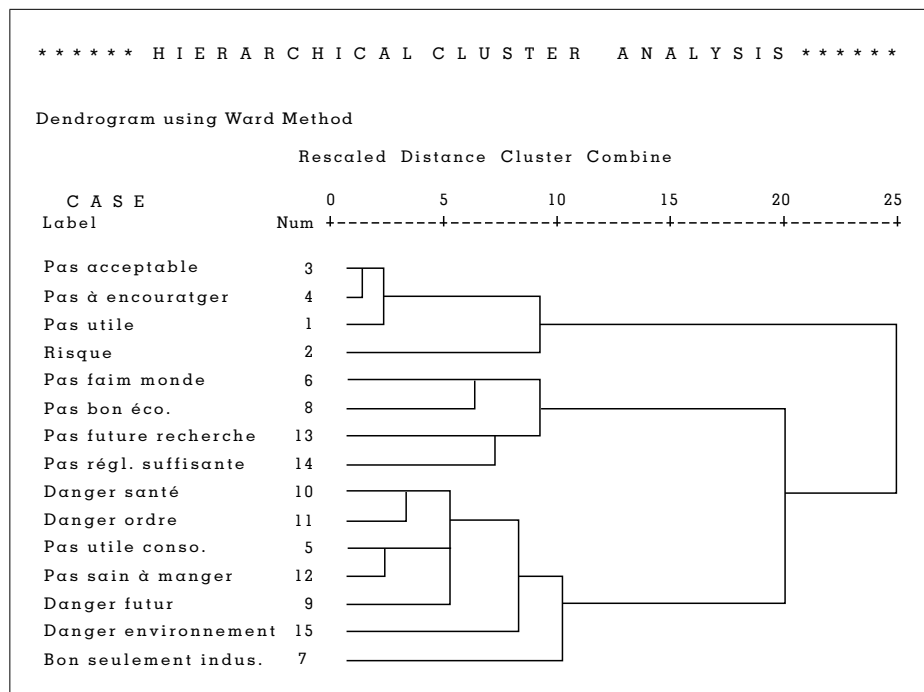 * * * * * * H I E R A R C H I C A L C L U S T E R A N A L Y S I S * * * * * *
Dendrogram using Ward Method
Rescaled Distance Cluster Combine
C A S E 0 5 10 15 20 25
Label Num +---------+---------+---------+---------+---------+
Pas acceptable 3
Pas à encouratger 4
Pas utile 1
Risque 2
Pas faim monde 6
Pas bon éco. 8
Pas future recherche 13
Pas régl. suffisante 14
Danger santé 10
Danger ordre 11
Pas utile conso. 5
Pas sain à manger 12
Danger futur 9
Danger environnement 15
Bon seulement indus. 7